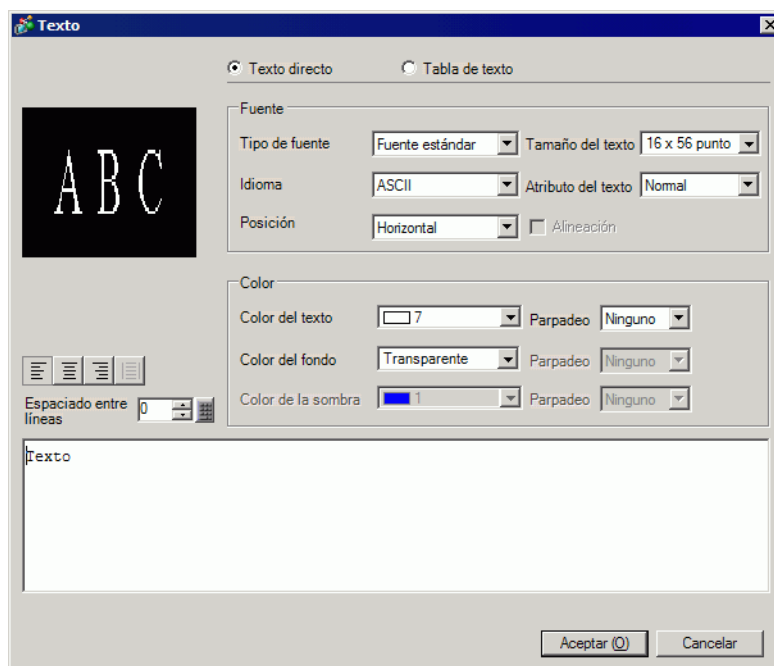 Texto
Texto directo Tabla de texto
ABC
Fuente
Tipo de fuente Fuente estándar Tamaño del texto 16 x 56 punto
Idioma ASCII Atributo del texto Normal
Posición Horizontal Alineación
Color
Color del texto 7 Parpadeo Ninguno
Color del fondo Transparente Parpadeo Ninguno
Color de la sombra 1 Parpadeo Ninguno
Espaciado entre
líneas 0
Texto
Aceptar (O) Cancelar